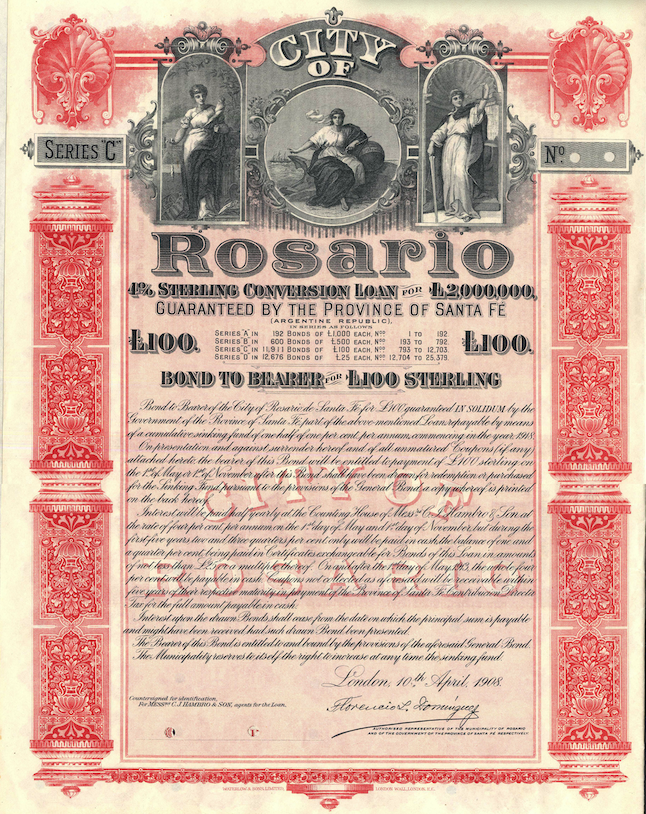 CITY
OF
SERIES "C"
Nº.
Rosario
4% STERLING CONVERSION LOAN FOR £2,000,000,
GUARANTEED BY THE PROVINCE OF SANTA FÉ
(ARGENTINE REPUBLIC),
IN SERIES AS FOLLOWS
£100.
SERIES A IN 192 BONDS OF £1,000 EACH, Nos 1 TO 192
SERIES B IN 600 BONDS OF £500 EACH, Nos 193 TO 792
SERIES C IN 11,911 BONDS OF £100 EACH, Nos 793 TO 12,703.
SERIES D IN 12,676 BONDS OF £25 EACH, Nos 12,704 TO 25,379.
£100.
BOND TO BEARER FOR £100 STERLING
Bond to Bearer of the City of Rosario de Santa Fé, for £100 guaranteed IN SOLIDUM by the
Government of the Province of Santa Fé, part of the above-mentioned Loan, repayable by means
of a cumulative sinking fund of one half of one per cent. per annum, commencing in the year 1918.
On presentation and against surrender hereof and of all unmatured Coupons (if any)
attached hereto the bearer of this Bond will be entitled to payment of £100 sterling on
the 1st of May or 1st of November after this Bond shall have been drawn for redemption or purchased
for the Sinking Fund pursuant to the provisions of the General Bond a copy whereof is printed
on the back hereof.
Interest will be paid half yearly at the Counting House of Messrs C. J. Hambro & Son, at
the rate of four per cent. per annum on the 1st day of May and 1st day of November, but during the
first five years two and three quarters per cent only will be paid in cash, the balance of one and
a quarter per cent, being paid in Certificates exchangeable for Bonds of this Loan in amounts
of not less than £25 or a multiple thereof. On and after the 1st day of May, 1913, the whole four
per cent will be payable in cash. Coupons not collected as aforesaid will be receivable within
five years of their respective maturity in payment of the Province of Santa Fé Contribucion Directa
Tax for the full amount payable in cash.
Interest upon the drawn Bonds shall cease from the date on which the principal sum is payable
and might have been received had such drawn Bond been presented.
The Bearer of this Bond is entitled to and bound by the provisions of the aforesaid General Bond.
The Municipality reserves to itself the right to increase at any time the sinking fund.
CITY OF
ROSARIO
London, 10th April, 1908.
Countersigned for identification,
For MESSRS C. J. HAMBRO & SON, agents for the Loan,
Florencio L. Domínguez
AUTHORISED REPRESENTATIVE OF THE MUNICIPALITY OF ROSARIO
AND OF THE GOVERNMENT OF THE PROVINCE OF SANTA FÉ RESPECTIVELY.
WATERLOW & SONS LIMITED, LONDON WALL, LONDON, E.C.